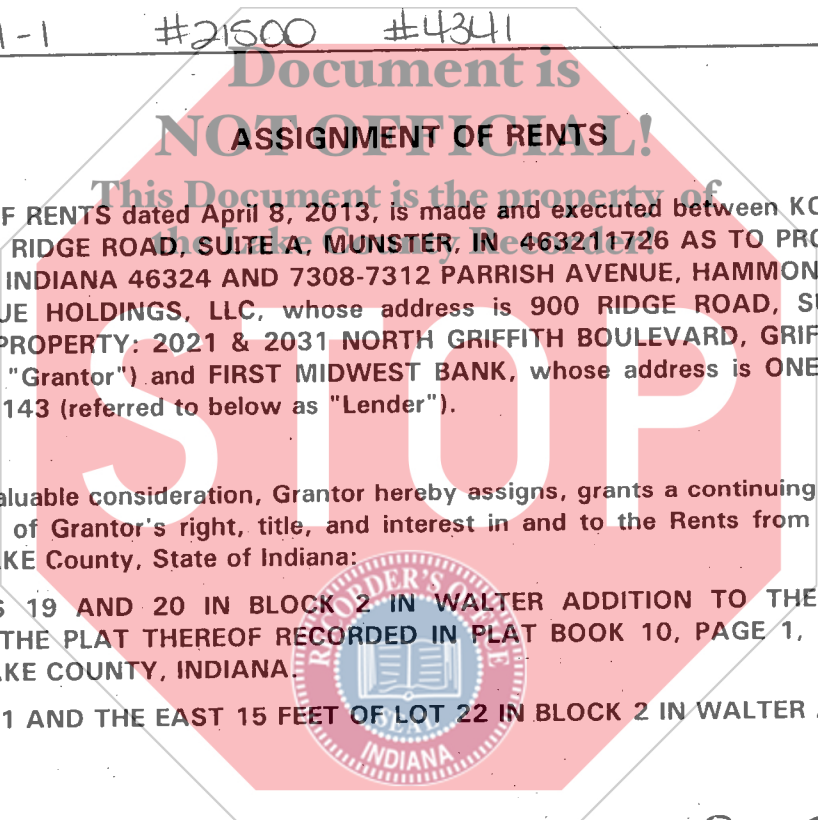 1-1 #21500 #4341
Document is
NOT OFFICIAL!
ASSIGNMENT OF RENTS
This Document is the property of
the Lake County Recorder!
F RENTS dated April 8, 2013, is made and executed between KO
RIDGE ROAD, SUITE A, MUNSTER, IN 463211726 AS TO PRO
INDIANA 46324 AND 7308-7312 PARRISH AVENUE, HAMMON
UE HOLDINGS, LLC, whose address is 900 RIDGE ROAD, S
PROPERTY: 2021 & 2031 NORTH GRIFFITH BOULEVARD, GRIF
"Grantor") and FIRST MIDWEST BANK, whose address is ONE
143 (referred to below as "Lender").
STOP
aluable consideration, Grantor hereby assigns, grants a continuing
of Grantor's right, title, and interest in and to the Rents from
KE County, State of Indiana:
S 19 AND 20 IN BLOCK 2 IN WALTER ADDITION TO THE
THE PLAT THEREOF RECORDED IN PLAT BOOK 10, PAGE 1,
KE COUNTY, INDIANA.
1 AND THE EAST 15 FEET OF LOT 22 IN BLOCK 2 IN WALTER
RECORDER'S OFFICE
SEAL
INDIANA